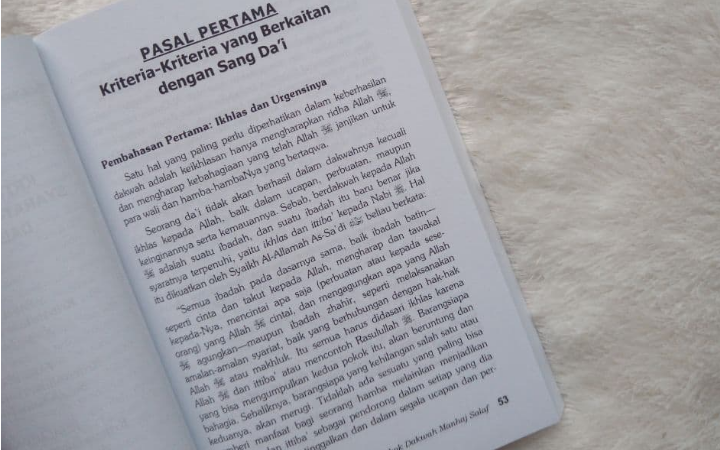 PASAL PERTAMA
Kriteria-Kriteria yang Berkaitan
dengan Sang Da'i
Pembahasan Pertama: Ikhlas dan Urgensinya
Satu hal yang paling perlu diperhatikan dalam keberhasilan
dakwah adalah keikhlasan hanya mengharapkan ridha Allah ﷻ,
dan mengharap kebahagiaan yang telah Allah ﷻ janjikan untuk
para wali dan hamba-hambaNya yang bertaqwa.
Seorang da'i tidak akan berhasil dalam dakwahnya kecuali
ikhlas kepada Allah, baik dalam ucapan, perbuatan, maupun
keinginannya serta kemauannya. Sebab, berdakwah kepada Allah
ﷻ adalah suatu ibadah, dan suatu ibadah itu baru benar jika
syaratnya terpenuhi, yaitu ikhlas dan ittiba' kepada Nabi ﷺ. Hal
itu dikuatkan oleh Syaikh Al-Allamah As-Sa'di beliau berkata:
"Semua ibadah pada dasarnya sama, baik ibadah batin—
seperti cinta dan takut kepada Allah, mengharap dan tawakal
kepada-Nya, mencintai apa saja (perbuatan atau kepada sese-
orang) yang Allah ﷻ cintai, dan mengagungkan apa yang Allah
ﷻ agungkan—maupun ibadah zhahir, seperti melaksanakan
amalan-amalan syariat, baik yang berhubungan dengan hak-hak
Allah ﷻ atau makhluk. Itu semua harus didasari ikhlas karena
Allah ﷻ dan ittiba' atau mencontoh Rasulullah ﷺ. Barangsiapa
yang bisa mengumpulkan kedua pokok itu, akan beruntung dan
bahagia. Sebaliknya, barangsiapa yang kehilangan salah satu atau
keduanya, akan merugi. Tidaklah ada sesuatu yang paling bisa
memberi manfaat bagi seorang hamba melainkan menjadikan
dan ittiba' sebagai pendorong dalam setiap yang dia
tinggalkan dan dalam segala ucapan dan per-
Dakwah Manhaj Salaf 53